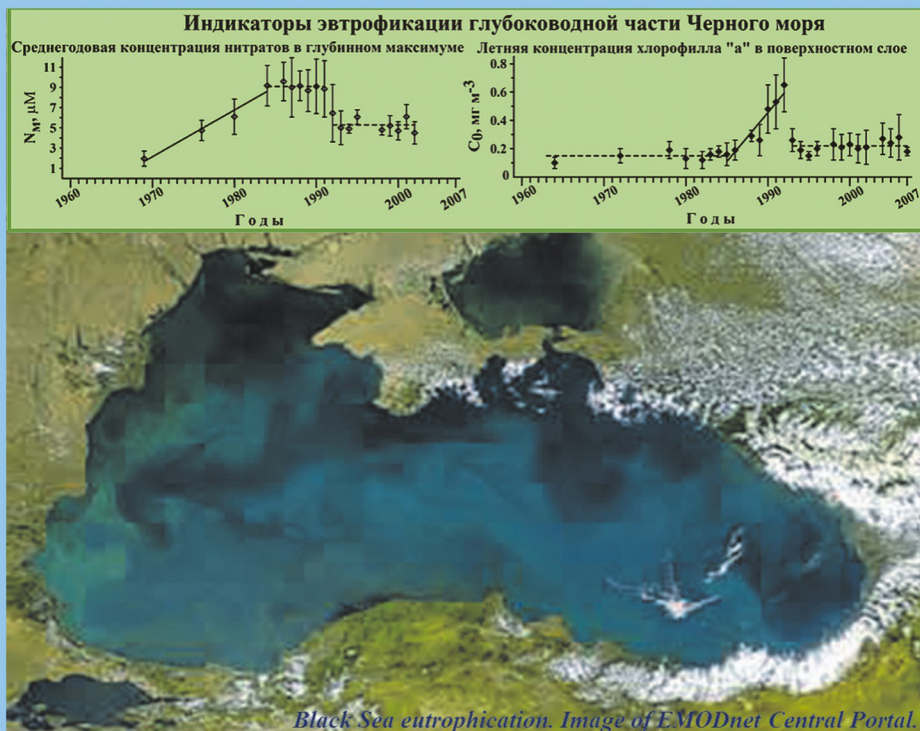 Индикаторы эвтрофикации глубоководной части Черного моря
Среднегодовая концентрация нитратов в глубинном максимуме
N_M, μM
11
9
7
5
3
1
1960
1970
1980
1990
2000
2007
Годы
Летняя концентрация хлорофилла "а" в поверхностном слое
C_0, мг м^-3
0.8
0.6
0.4
0.2
0
1960
1970
1980
1990
2000
2007
Годы
Black Sea eutrophication. Image of EMODnet Central Portal.